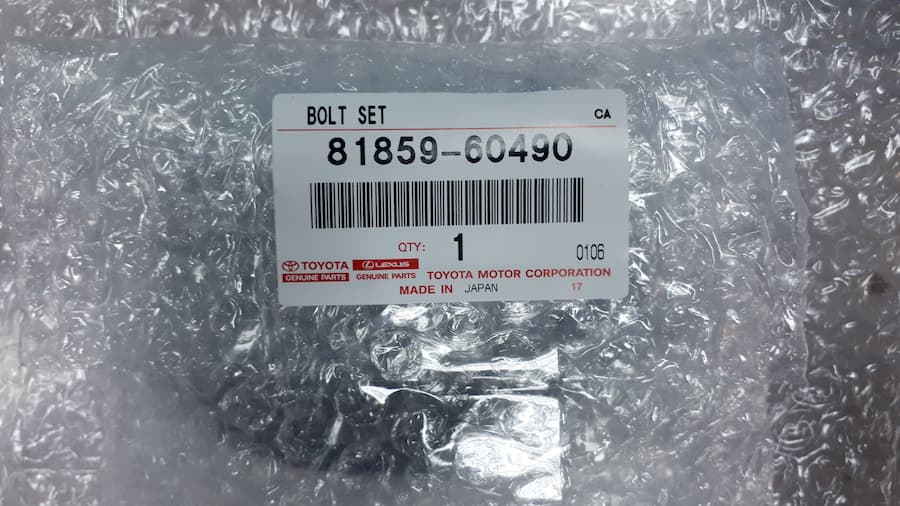 BOLT SET CA
81859-60490
QTY: 1 0106
TOYOTA LEXUS
GENUINE PARTS GENUINE PARTS TOYOTA MOTOR CORPORATION
MADE IN JAPAN 17